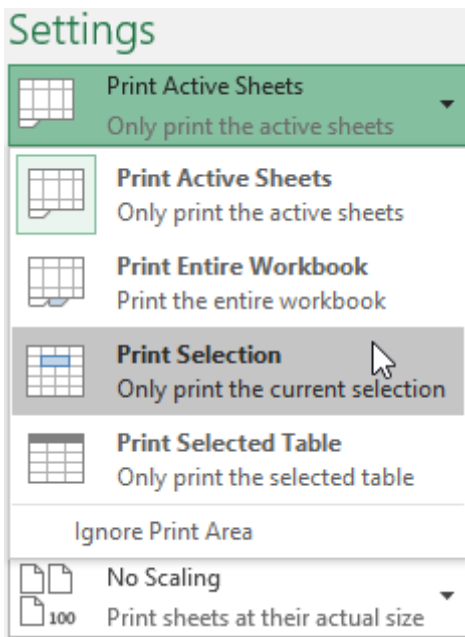 Settings
Print Active Sheets
Only print the active sheets
Print Active Sheets
Only print the active sheets
Print Entire Workbook
Print the entire workbook
Print Selection
Only print the current selection
Print Selected Table
Only print the selected table
Ignore Print Area
No Scaling
100
Print sheets at their actual size